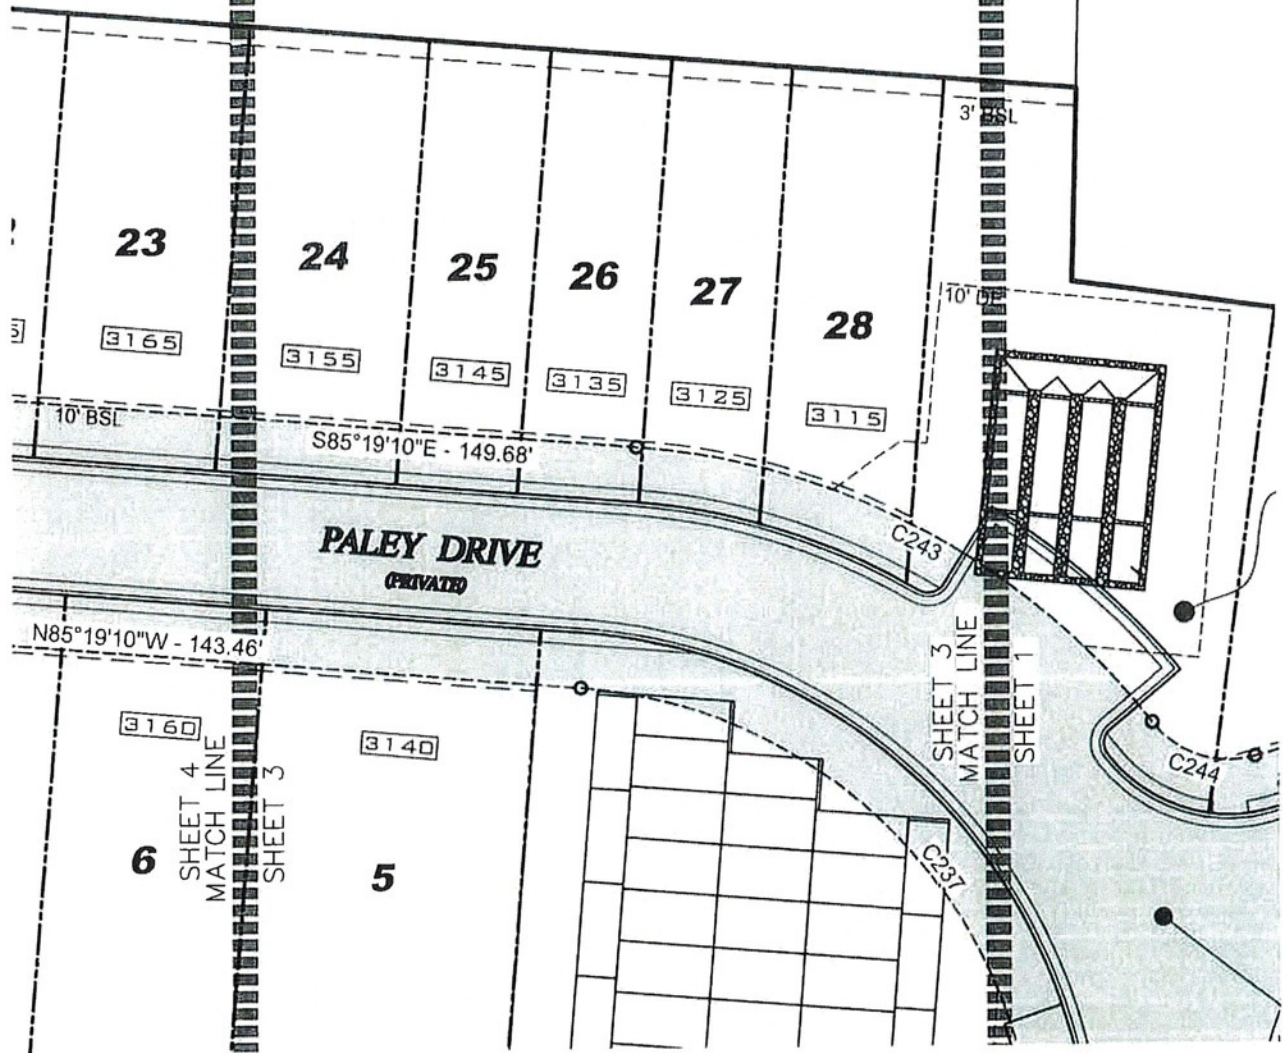 3' BSL
23
24
25
26
27
28
10' DE
3165
3155
3145
3135
3125
3115
10' BSL
S85°19'10"E - 149.68'
C243
PALEY DRIVE
(PRIVATE)
N85°19'10"W - 143.46'
SHEET 3
MATCH LINE
SHEET 1
3160
3140
C244
SHEET 4
MATCH LINE
SHEET 3
6
5
C237